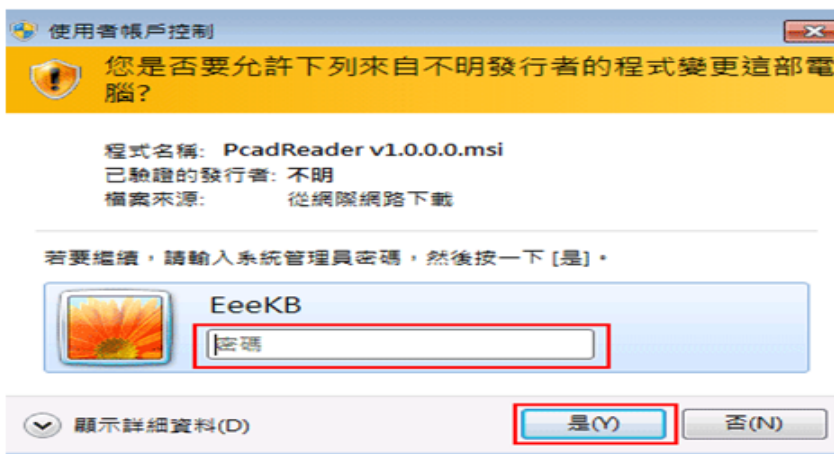 使用者帳戶控制
您是否要允許下列來自不明發行者的程式變更這部電
腦?
程式名稱: PcadReader v1.0.0.0.msi
已驗證的發行者: 不明
檔案來源: 從網際網路下載
若要繼續，請輸入系統管理員密碼，然後按一下 [是]。
EeeKB
密碼
顯示詳細資料(D) 是(Y) 否(N)